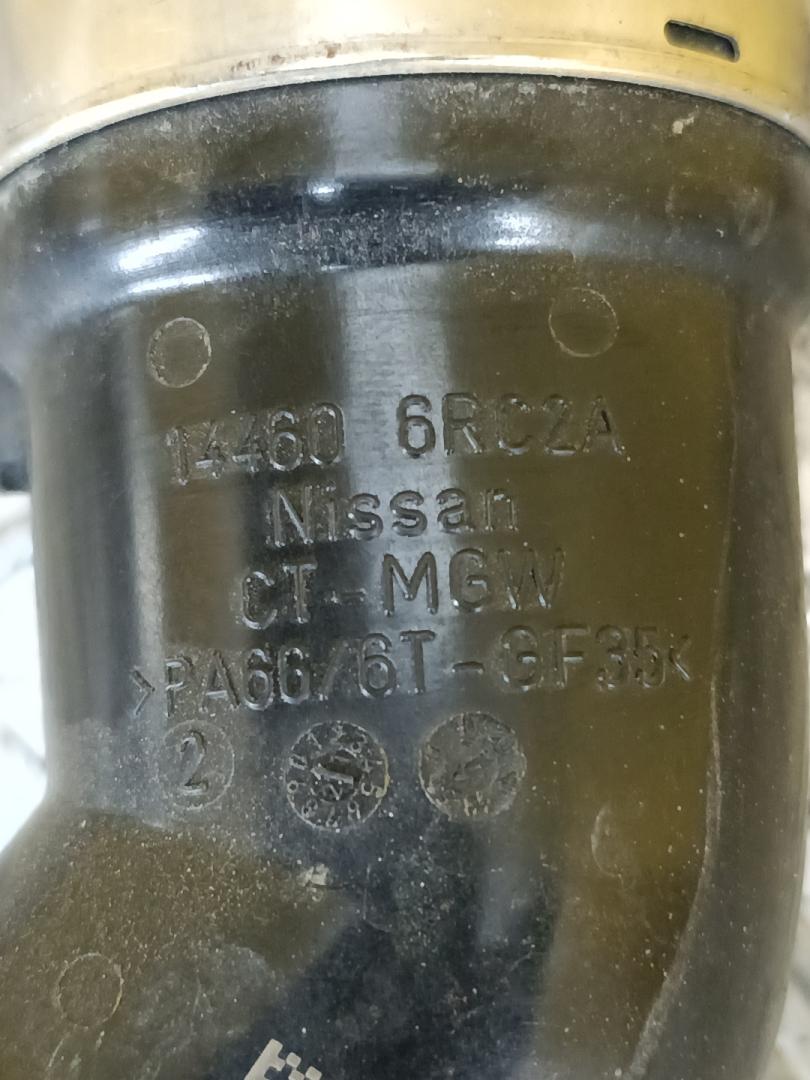 14460 6RC2A
Nissan
CT-MGW
>PA66/6T-GF35<
2